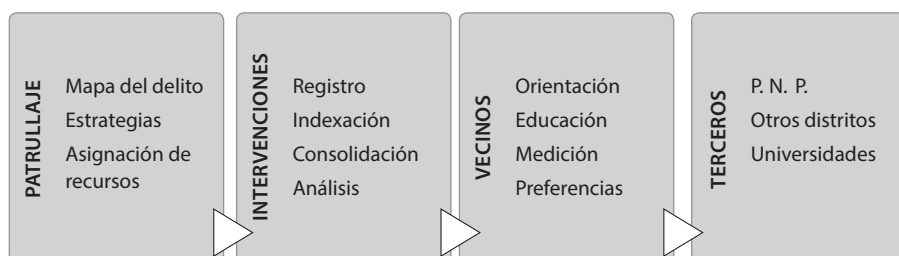 PATRULLAJE
Mapa del delito
Estrategias
Asignación de
recursos
INTERVENCIONES
Registro
Indexación
Consolidación
Análisis
VECINOS
Orientación
Educación
Medición
Preferencias
TERCEROS
P. N. P.
Otros distritos
Universidades